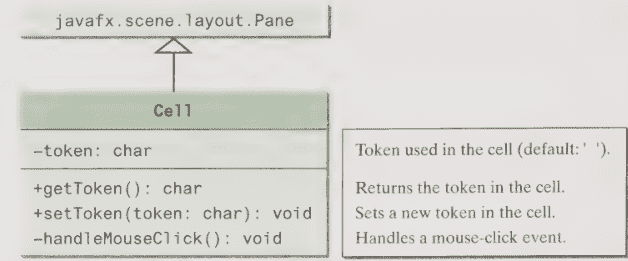 javafx.scene.layout.Pane
Cell
-token: char
+getToken(): char
+setToken(token: char): void
-handleMouseClick(): void
Token used in the cell (default: ' ').
Returns the token in the cell.
Sets a new token in the cell.
Handles a mouse-click event.